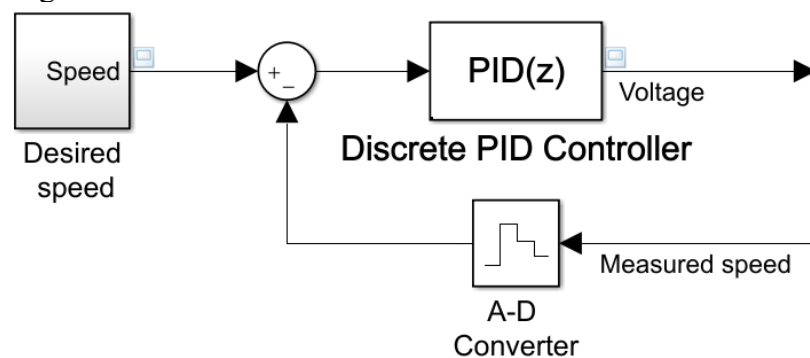 Speed
+
−
PID(z)
Voltage
Desired
speed
Discrete PID Controller
Measured speed
A-D
Converter